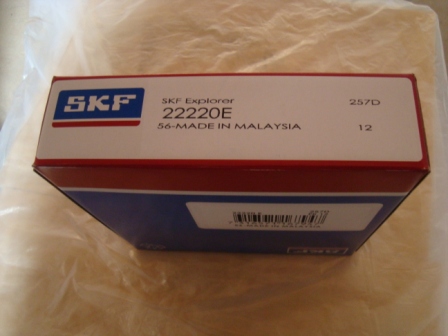 SKF
SKF Explorer
257D
22220E
56-MADE IN MALAYSIA
12